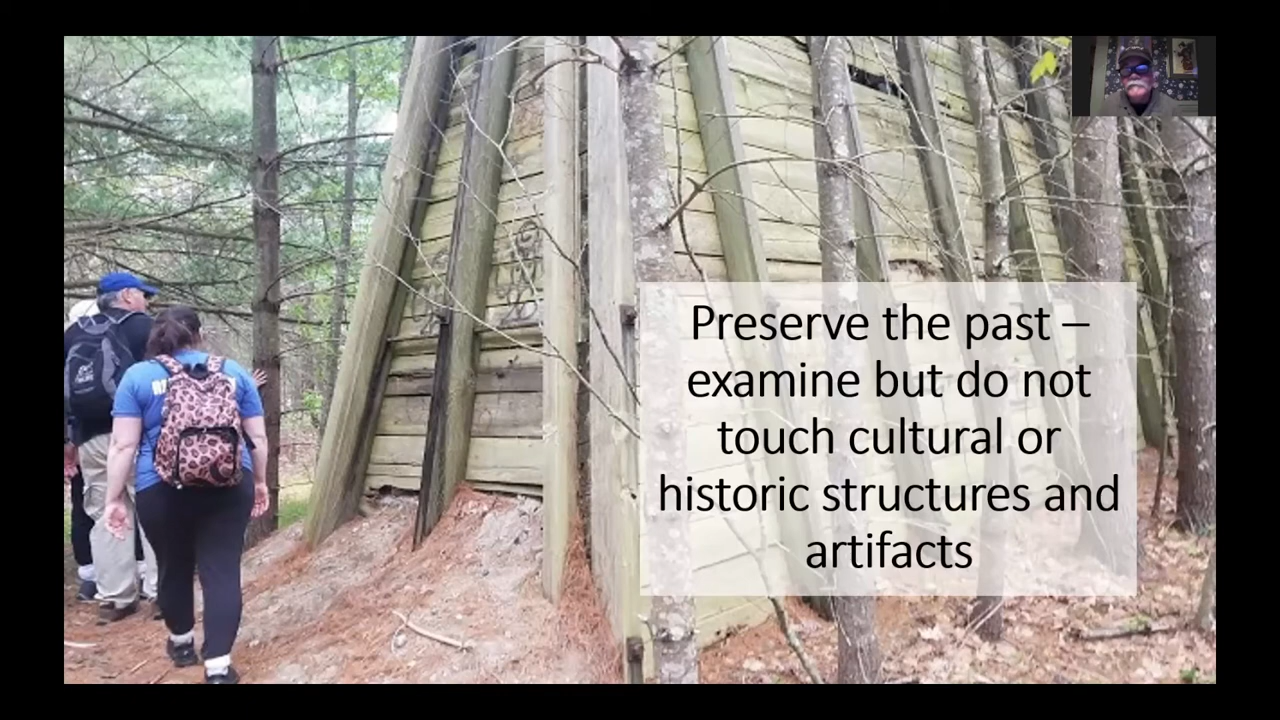 Preserve the past –
examine but do not
touch cultural or
historic structures and
artifacts